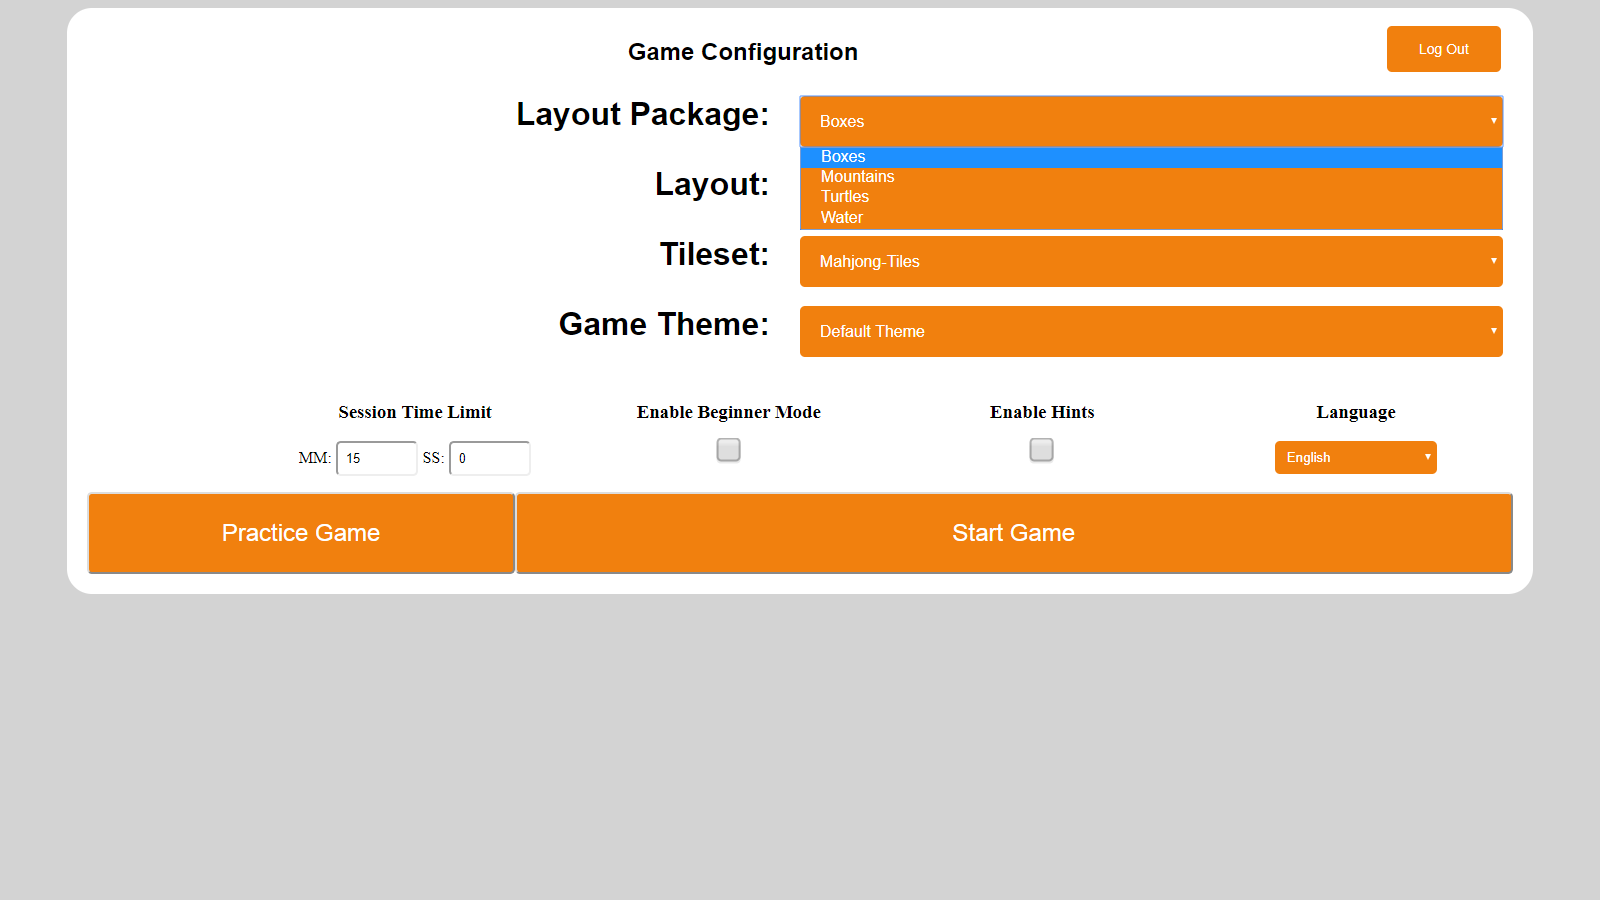 Game Configuration
Log Out
Layout Package:
Boxes
Boxes
Mountains
Turtles
Water
Layout:
Tileset:
Mahjong-Tiles
Game Theme:
Default Theme
Session Time Limit
Enable Beginner Mode
Enable Hints
Language
MM: 15 SS: 0
English
Practice Game
Start Game